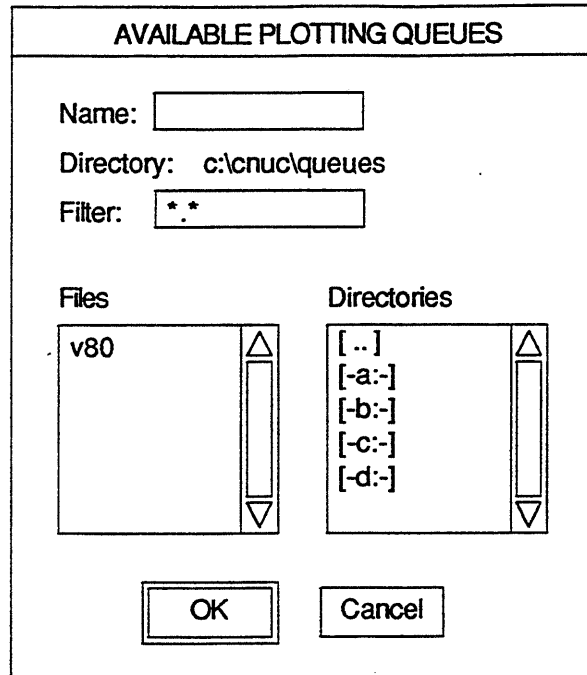 AVAILABLE PLOTTING QUEUES
Name:
Directory: c:\cnuc\queues
Filter: *.*
Files
v80
Directories
[ .. ]
[-a:-]
[-b:-]
[-c:-]
[-d:-]
OK
Cancel